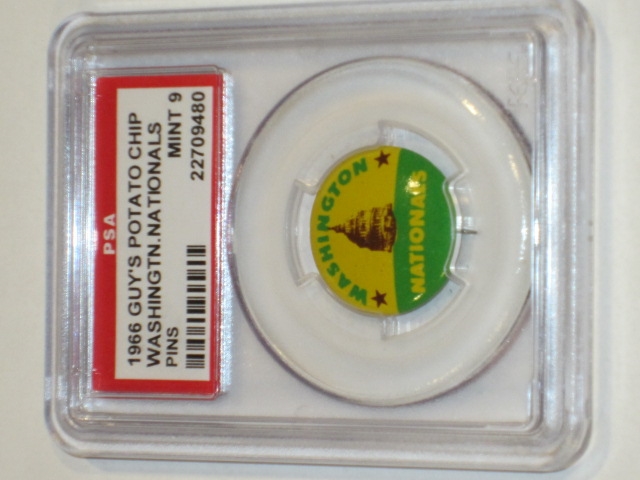 1966 GUY'S POTATO CHIP
WASHINGTN.NATIONALS
PINS MINT 9
22709480
PSA
WASHINGTON
NATIONALS